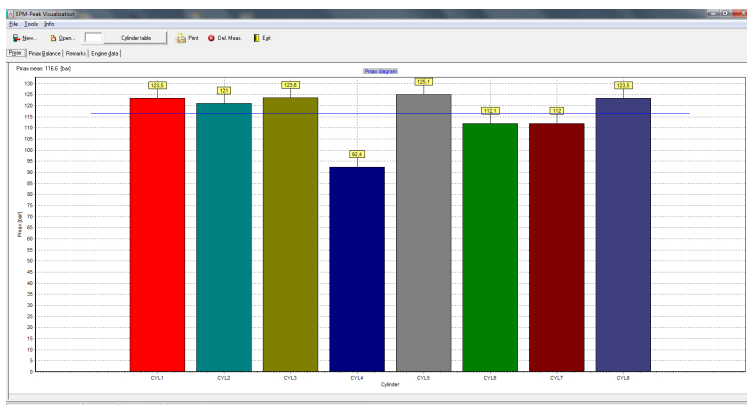 EPM-Peak Visualization
File Tools Info
New... Open... Cylinder table Print Del. Meas. Exit
Pmax Pmax Balance Remarks Engine data
Pmax mean: 116.6 [bar]
Pmax diagram
130
125
120
115
110
105
100
95
90
85
80
75
70
65
60
55
50
45
40
35
30
25
20
15
10
5
0
Pmax [bar]
123,5 121 123,8 92,4 125,1 112,1 112 123,5
CYL1 CYL2 CYL3 CYL4 CYL5 CYL6 CYL7 CYL8
Cylinder